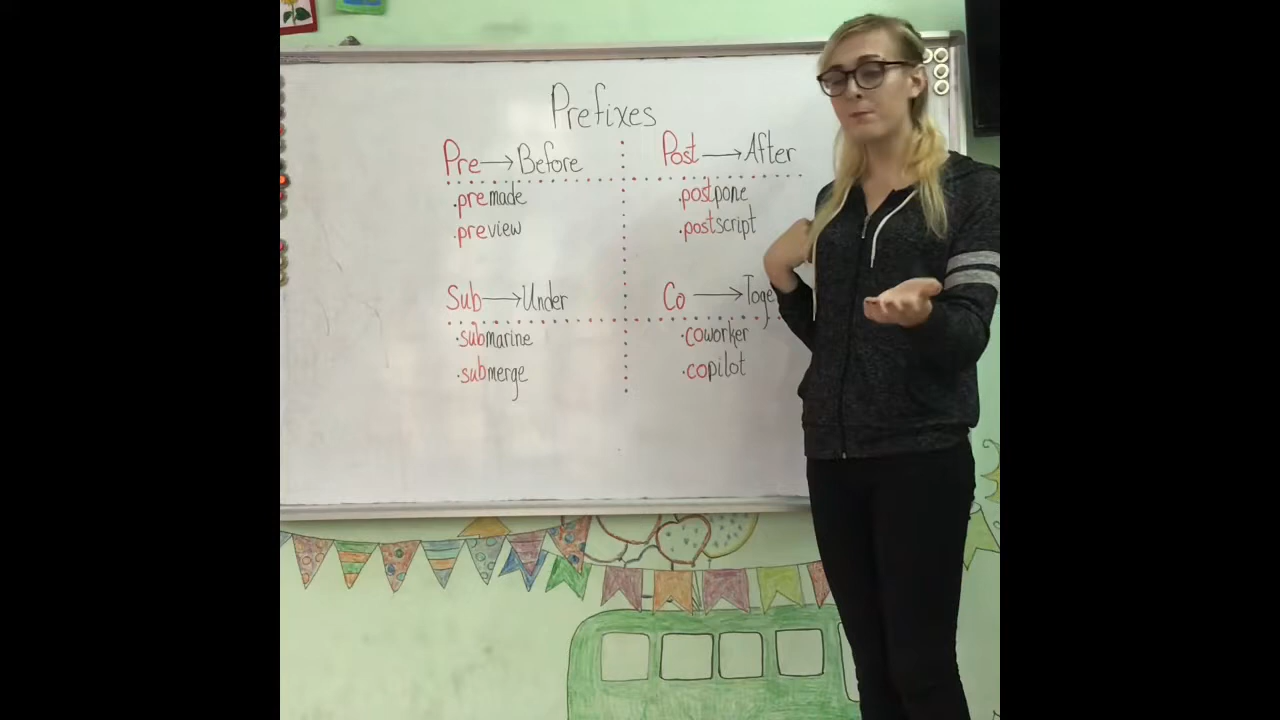 Prefixes
Pre→Before
.premade
.preview
Post→After
.postpone
.postscript
Sub→Under
.submarine
.submerge
Co→Toge
.coworker
.copilot